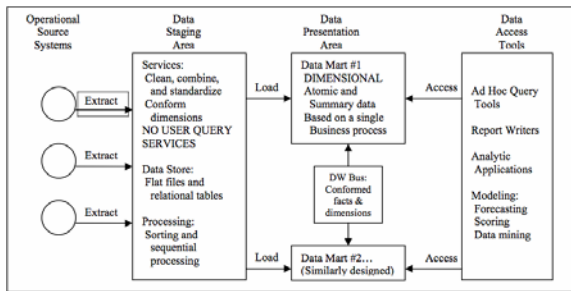 Operational
Source
Systems
Data
Staging
Area
Data
Presentation
Area
Data
Access
Tools
Extract
Extract
Extract
Services:
Clean, combine,
and standardize
Conform
dimensions
NO USER QUERY
SERVICES
Data Store:
Flat files and
relational tables
Processing:
Sorting and
sequential
processing
Load
Load
Data Mart #1
DIMENSIONAL
Atomic and
Summary data
Based on a single
Business process
DW Bus:
Conformed
facts &
dimensions
Data Mart #2...
(Similarly designed)
Access
Access
Ad Hoc Query
Tools
Report Writers
Analytic
Applications
Modeling:
Forecasting
Scoring
Data mining